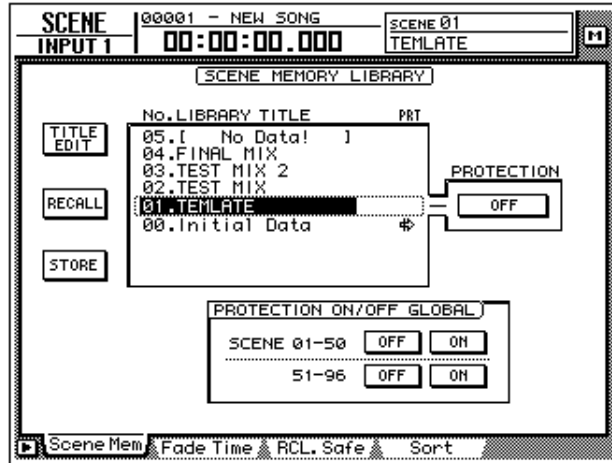 SCENE
INPUT 1
00001 - NEW SONG
00:00:00.000
SCENE 01
TEMLATE
M
SCENE MEMORY LIBRARY
No. LIBRARY TITLE PRT
05.[ No Data! ]
04.FINAL MIX
03.TEST MIX 2
02.TEST MIX
01.TEMLATE
00.Initial Data
TITLE EDIT
RECALL
STORE
PROTECTION
OFF
PROTECTION ON/OFF GLOBAL
SCENE 01-50 OFF ON
51-96 OFF ON
Scene Mem Fade Time RCL. Safe Sort